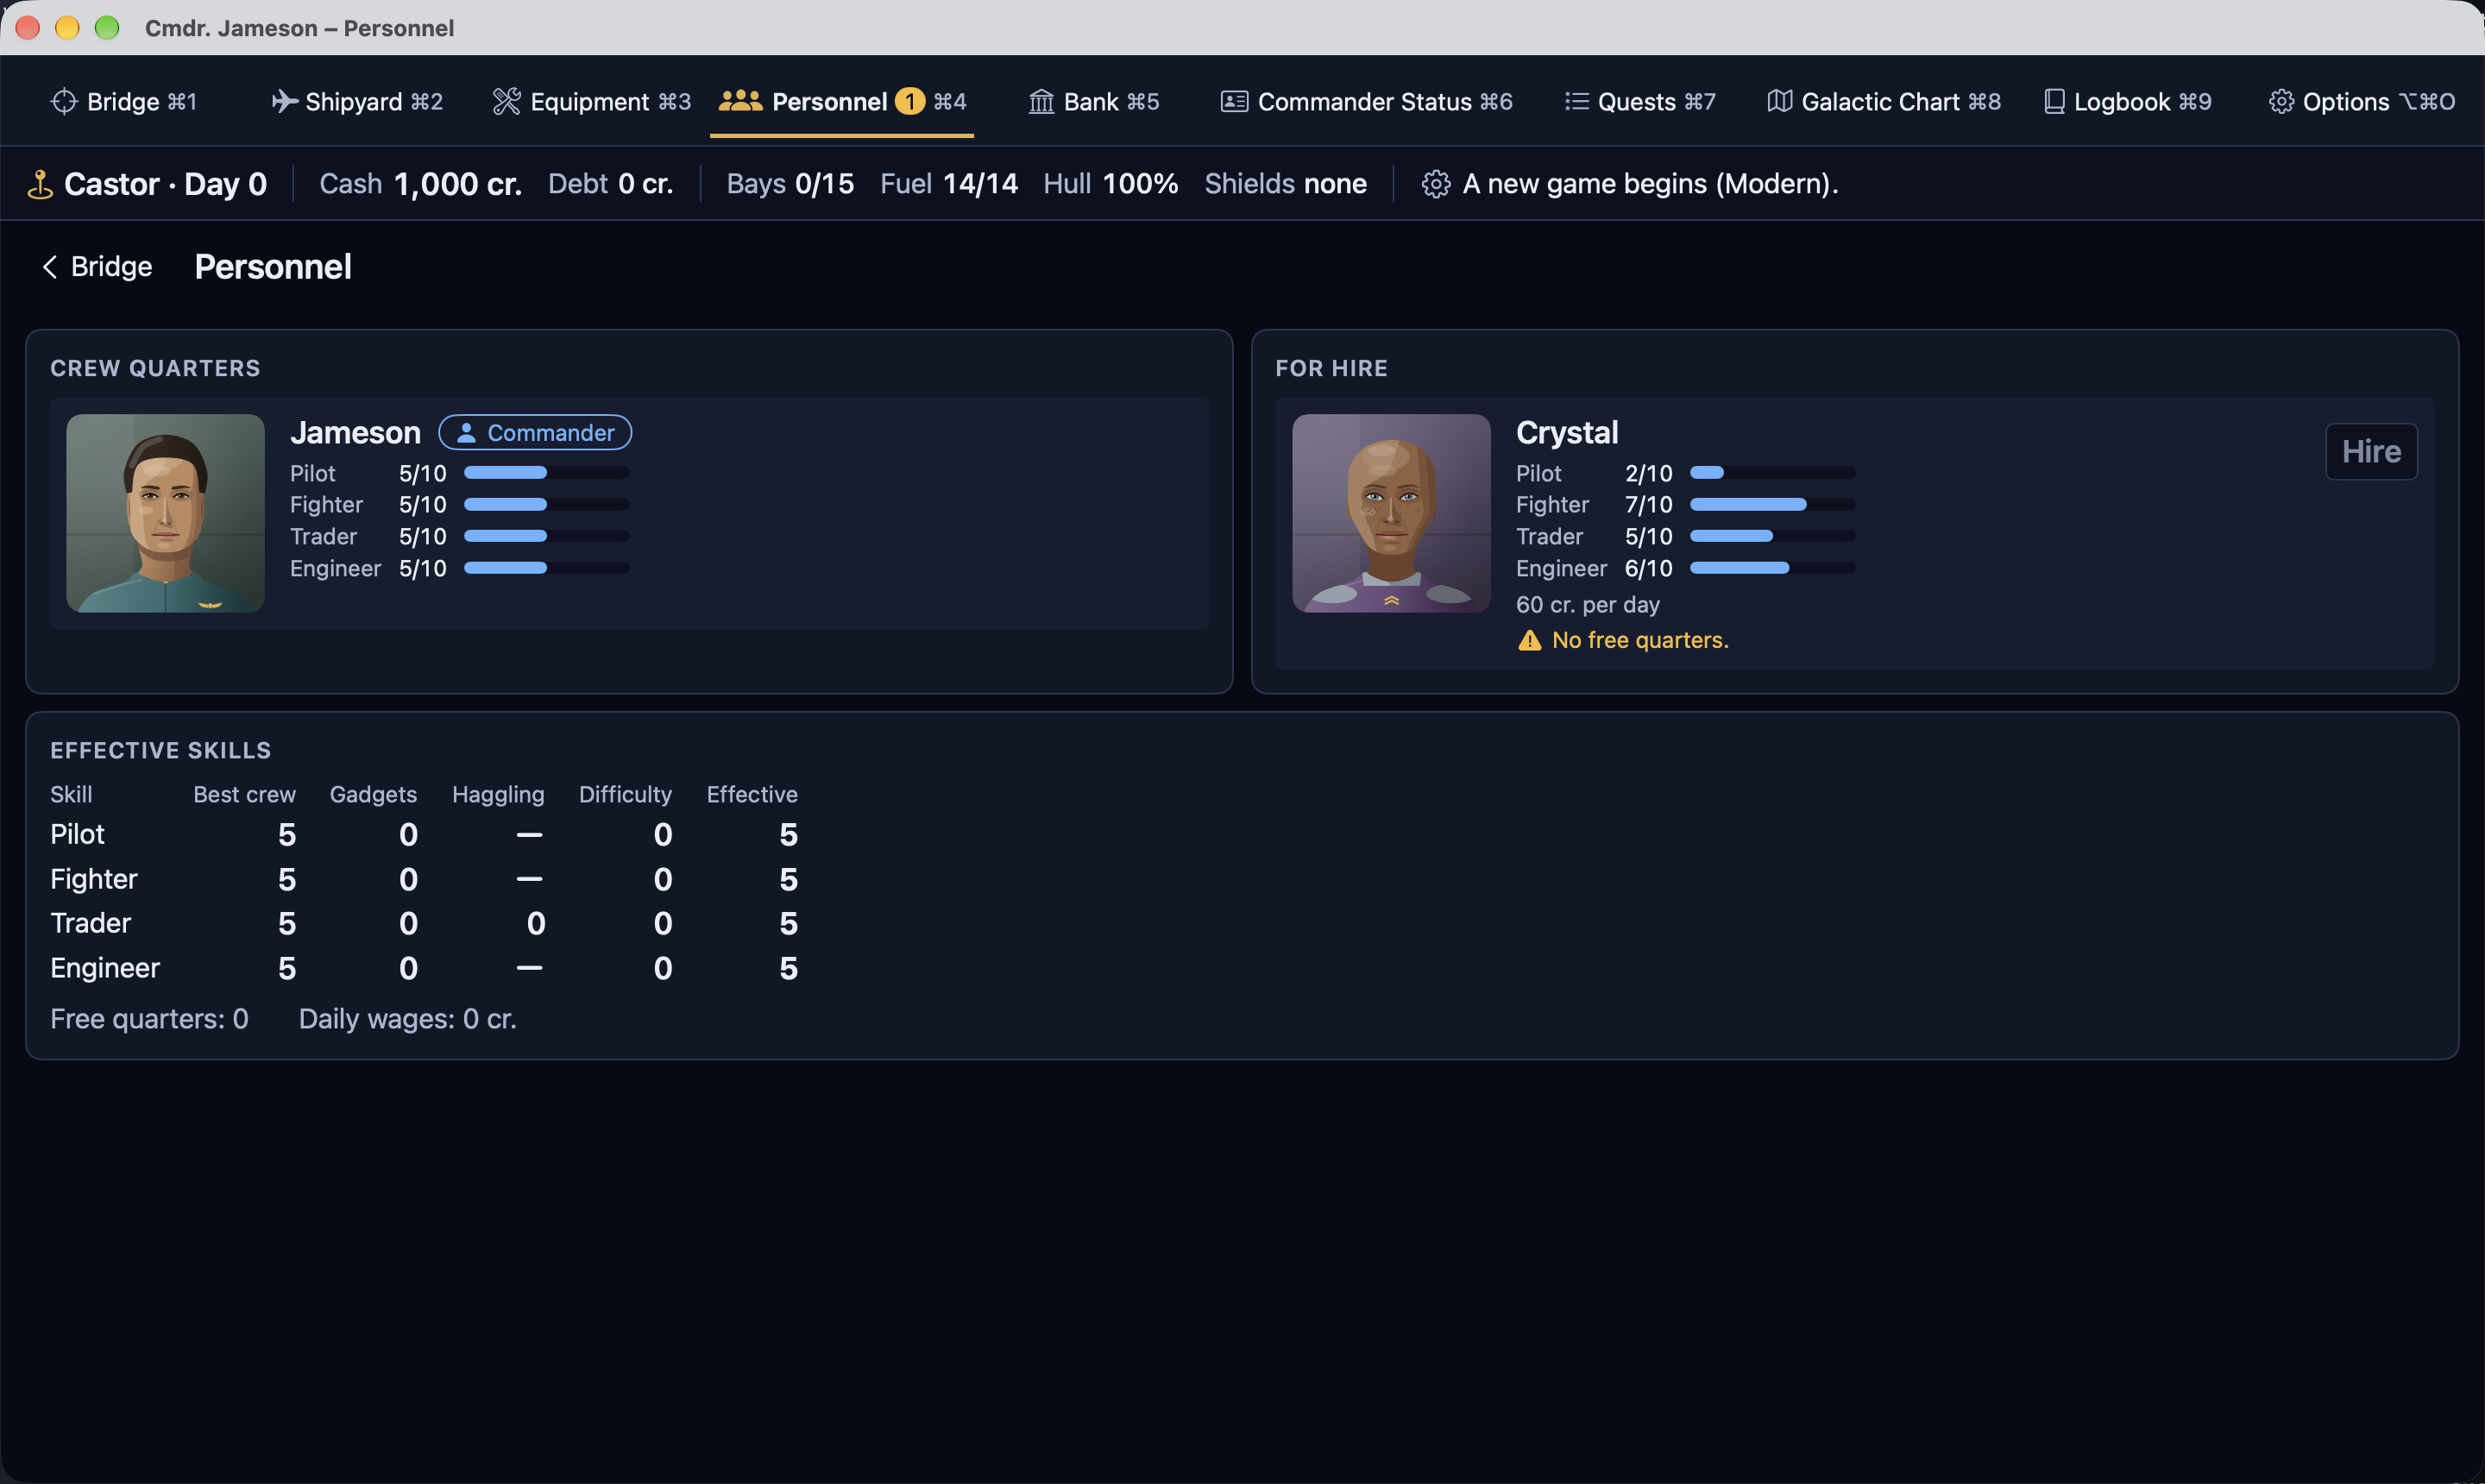 Cmdr. Jameson – Personnel
Bridge ⌘1 Shipyard ⌘2 Equipment ⌘3 Personnel 1 ⌘4 Bank ⌘5 Commander Status ⌘6 Quests ⌘7 Galactic Chart ⌘8 Logbook ⌘9 Options ⌥⌘O
Castor · Day 0 Cash 1,000 cr. Debt 0 cr. Bays 0/15 Fuel 14/14 Hull 100% Shields none A new game begins (Modern).
Bridge Personnel
CREW QUARTERS
Jameson Commander
Pilot 5/10
Fighter 5/10
Trader 5/10
Engineer 5/10
FOR HIRE
Crystal Hire
Pilot 2/10
Fighter 7/10
Trader 5/10
Engineer 6/10
60 cr. per day
No free quarters.
EFFECTIVE SKILLS
Skill Best crew Gadgets Haggling Difficulty Effective
Pilot 5 0 — 0 5
Fighter 5 0 — 0 5
Trader 5 0 0 0 5
Engineer 5 0 — 0 5
Free quarters: 0 Daily wages: 0 cr.